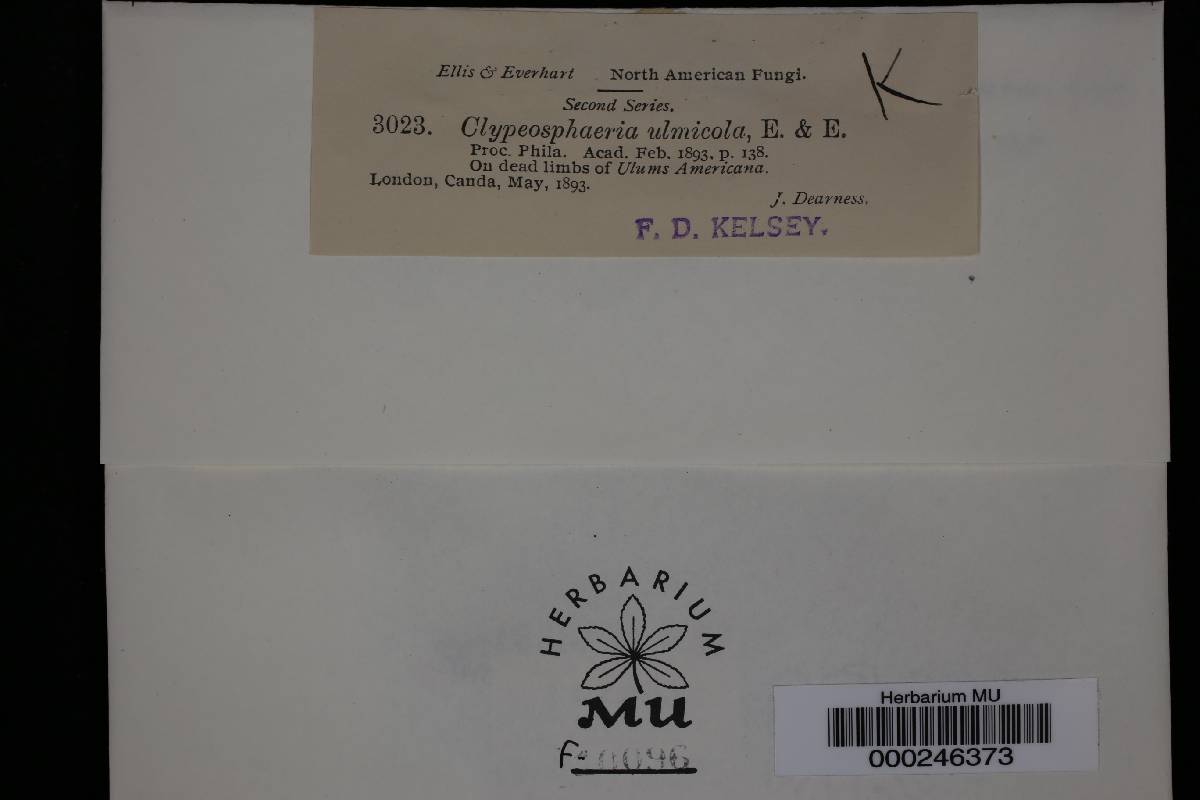 Ellis & Everhart North American Fungi.
K
Second Series.
3023. Clypeosphaeria ulmicola, E. & E.
Proc. Phila. Acad. Feb. 1893, p. 138.
On dead limbs of Ulums Americana.
London, Canda, May, 1893.
J. Dearness.
F. D. KELSEY.
HERBARIUM
MU
F-
Herbarium MU
000246373